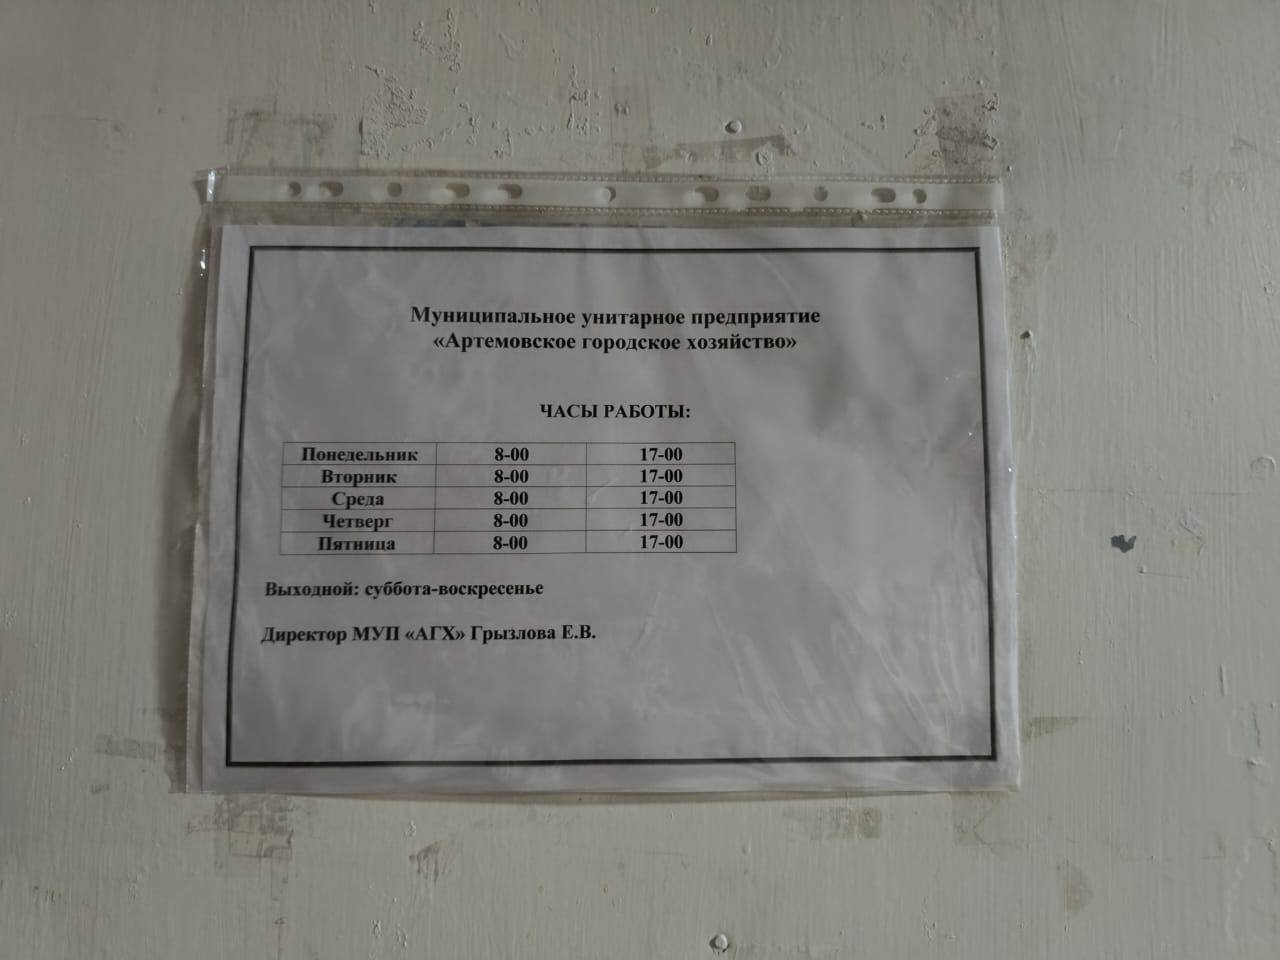 Муниципальное унитарное предприятие
«Артемовское городское хозяйство»
ЧАСЫ РАБОТЫ:
Понедельник 8-00 17-00
Вторник 8-00 17-00
Среда 8-00 17-00
Четверг 8-00 17-00
Пятница 8-00 17-00
Выходной: суббота-воскресенье
Директор МУП «АГХ» Грызлова Е.В.